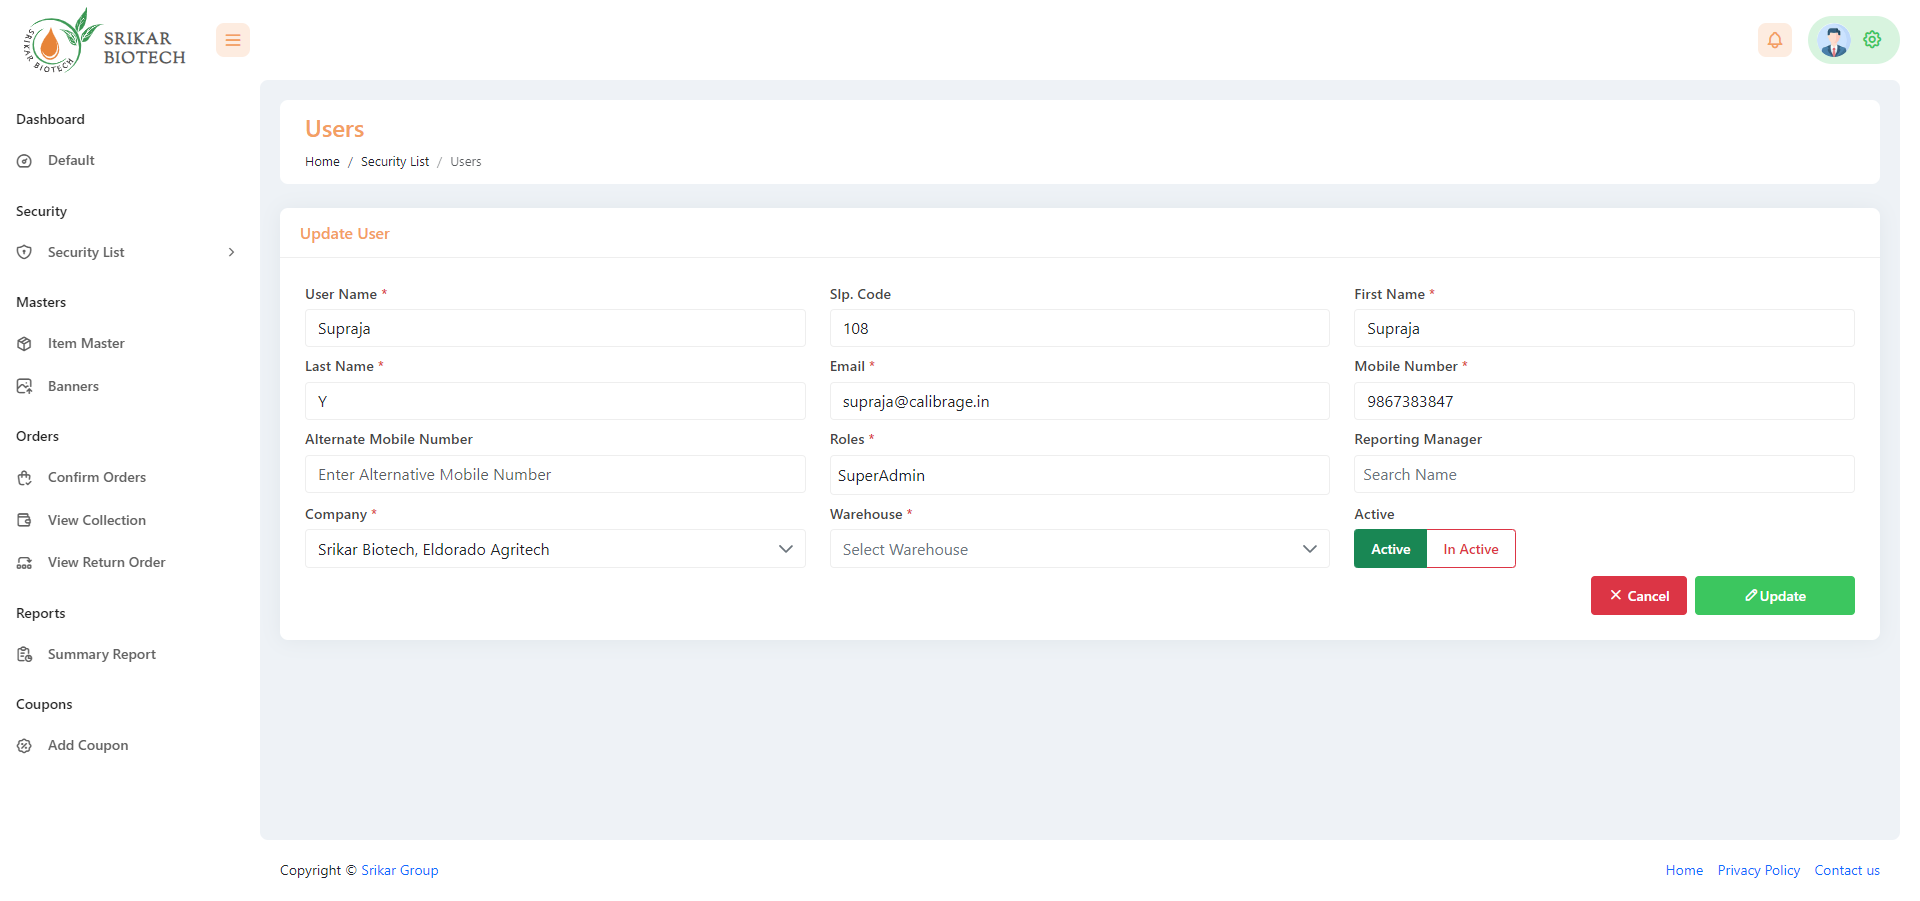 SRIKAR BIOTECH
SRIKAR
BIOTECH
Dashboard
Default
Security
Security List
Masters
Item Master
Banners
Orders
Confirm Orders
View Collection
View Return Order
Reports
Summary Report
Coupons
Add Coupon
Users
Home / Security List / Users
Update User
User Name * Slp. Code First Name *
Supraja 108 Supraja
Last Name * Email * Mobile Number *
Y supraja@calibrage.in 9867383847
Alternate Mobile Number Roles * Reporting Manager
Enter Alternative Mobile Number SuperAdmin Search Name
Company * Warehouse * Active
Srikar Biotech, Eldorado Agritech Select Warehouse Active In Active
Cancel Update
Copyright © Srikar Group Home Privacy Policy Contact us